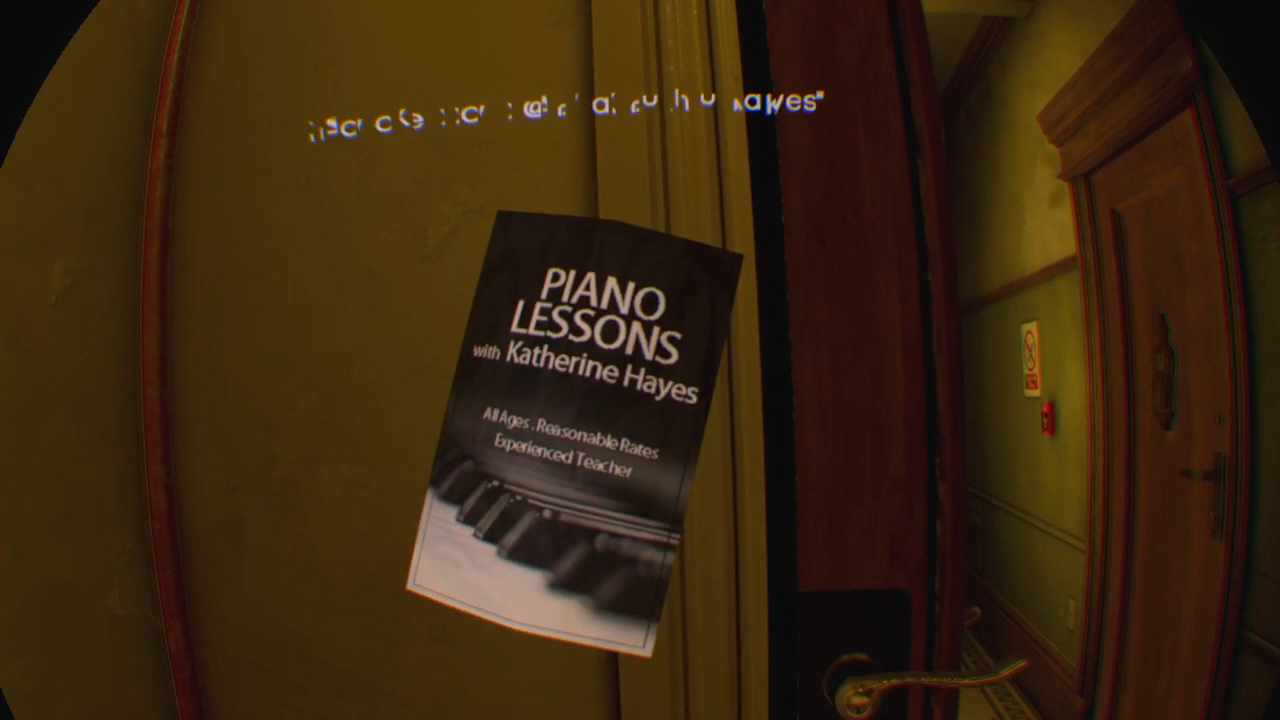 PIANO
LESSONS
with Katherine Hayes
All Ages . Reasonable Rates
Experienced Teacher